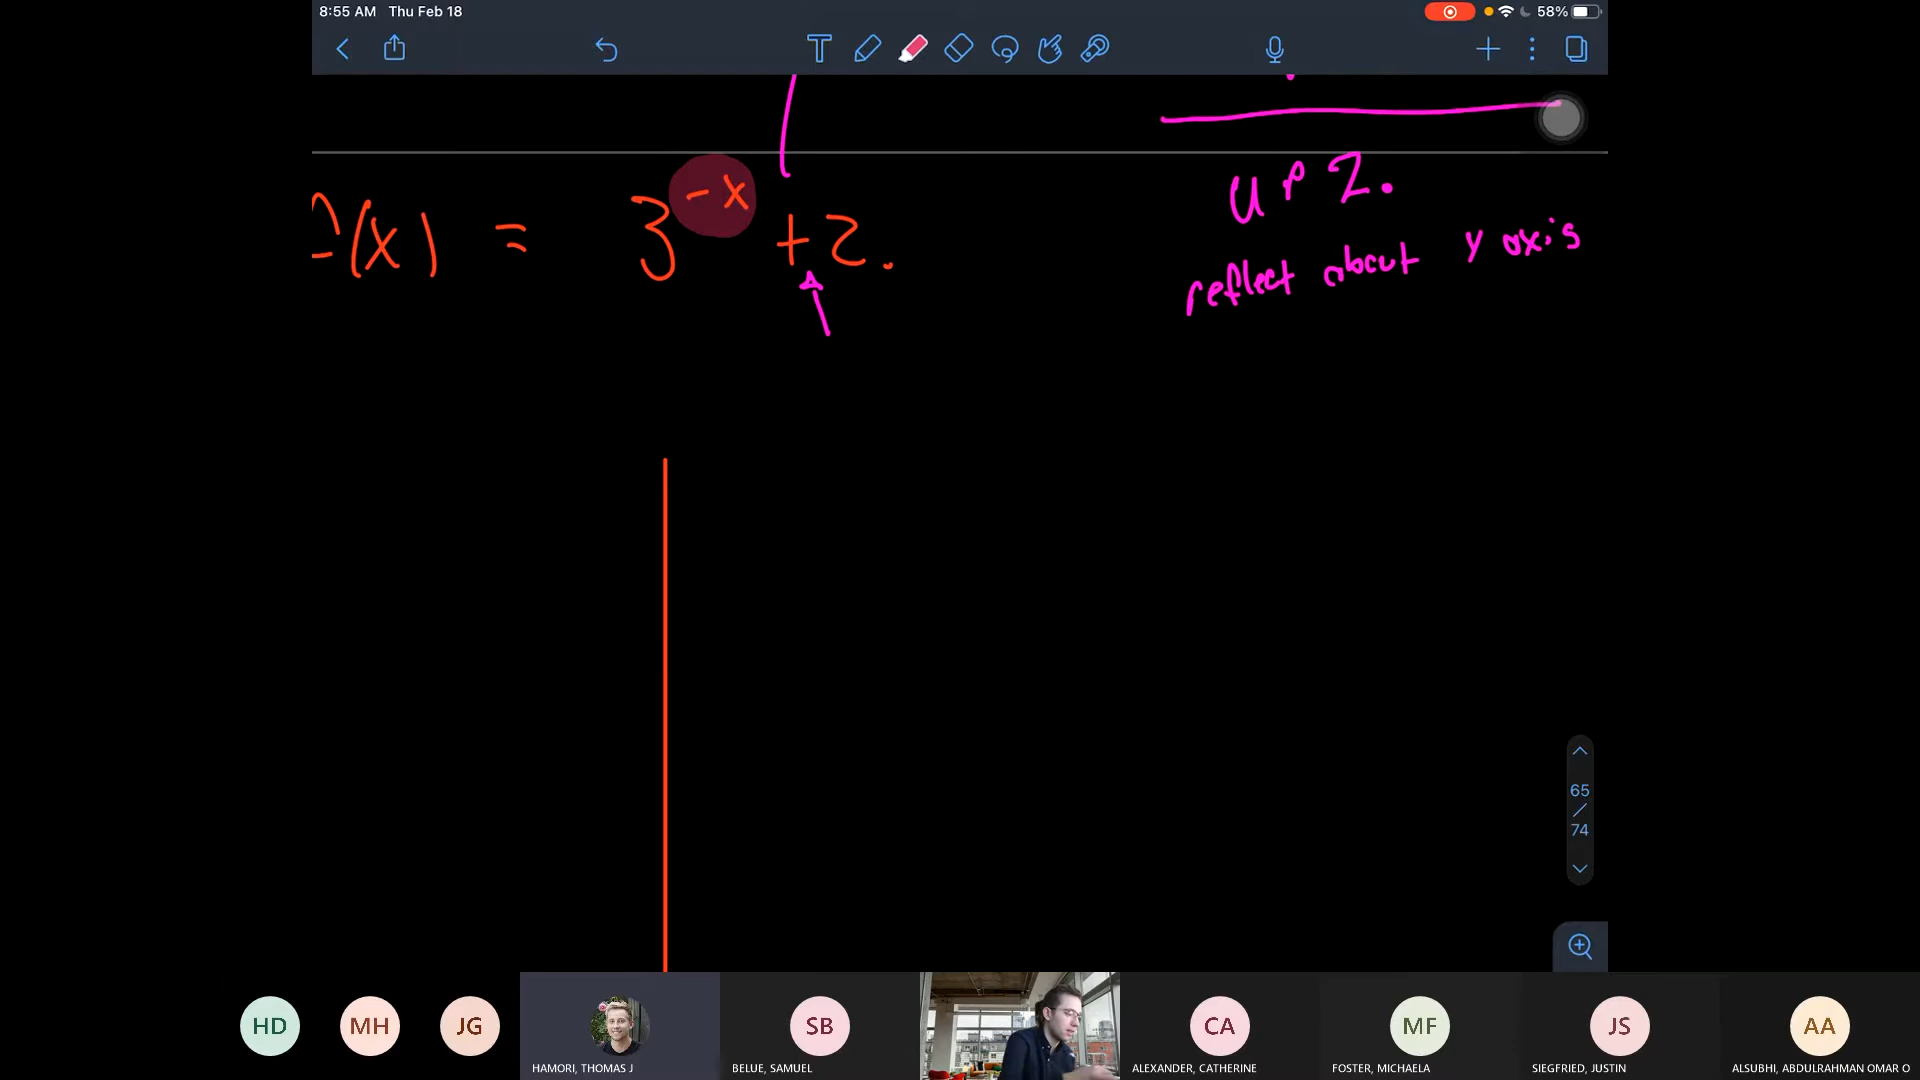 8:55 AM Thu Feb 18
58%
up 2.
f(x) = 3^{-x} +2.
reflect about y axis
65
/
74
HD
MH
JG
SB
CA
MF
JS
AA
HAMORI, THOMAS J
BELUE, SAMUEL
ALEXANDER, CATHERINE
FOSTER, MICHAELA
SIEGFRIED, JUSTIN
ALSUBHI, ABDULRAHMAN OMAR O